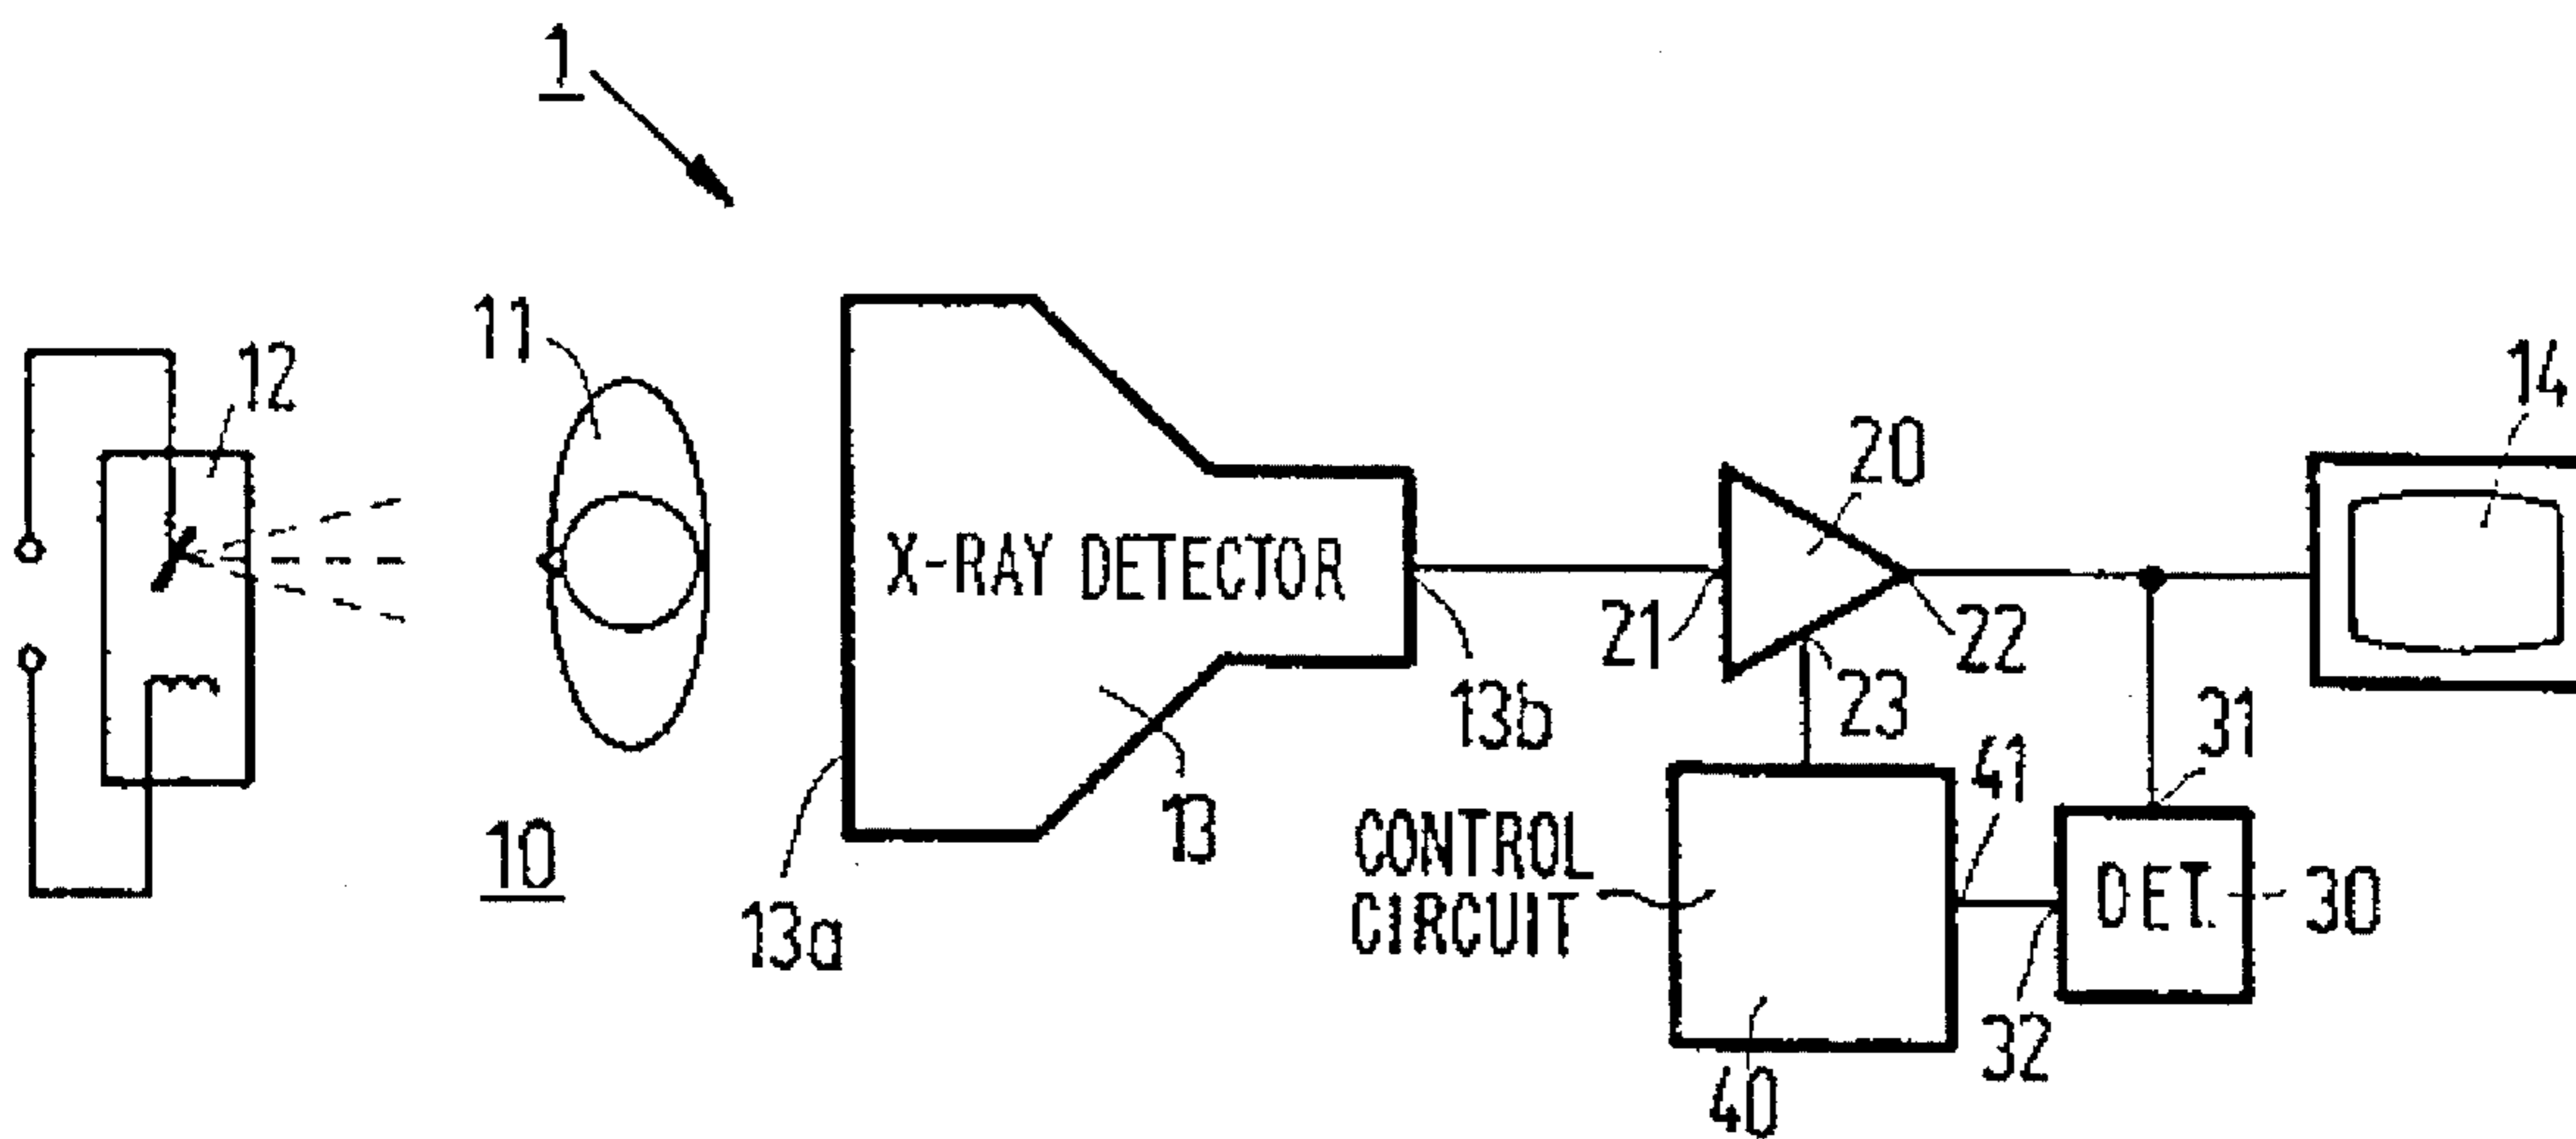 1
11
12
14
20
X-RAY DETECTOR
21
22
23
13b
31
41
13
10
CONTROL
CIRCUIT
DET.
30
13a
32
40